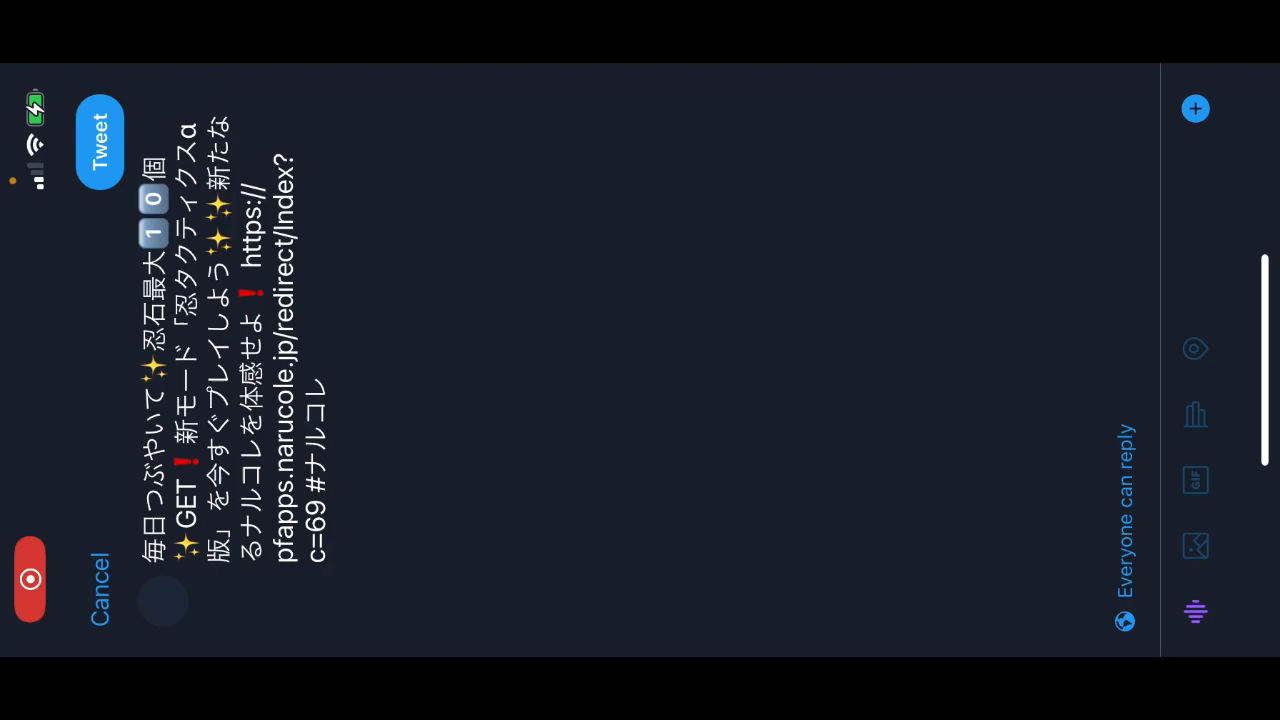 Cancel
Tweet
毎日つぶやいて✨忍石最大1️⃣0️⃣個
✨GET❗新モード「忍タクティクスα
版」を今すぐプレイしよう✨✨新たな
るナルコレを体感せよ❗ https://
pfapps.narucole.jp/redirect/Index?
c=69 #ナルコレ
Everyone can reply
GIF